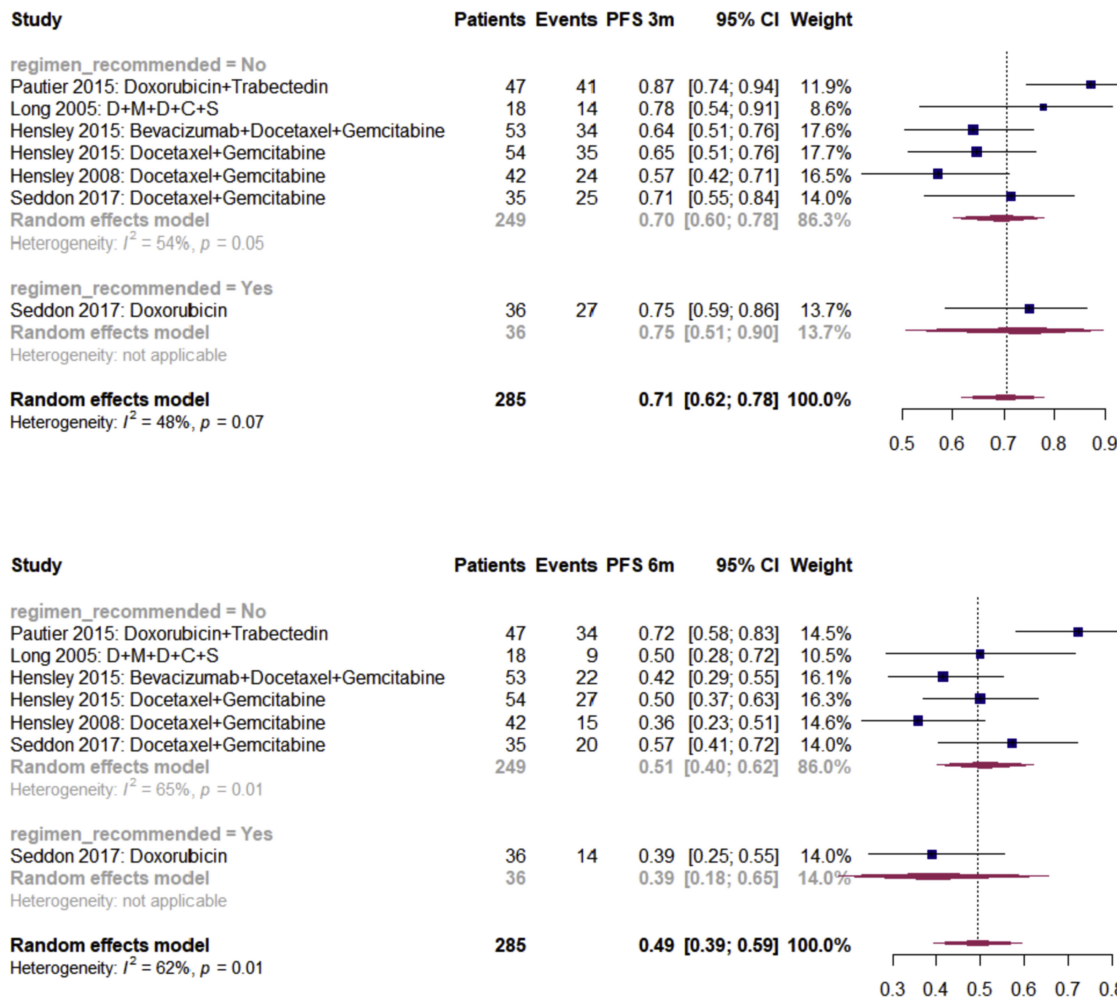 Study Patients Events PFS 3m 95% CI Weight
regimen_recommended = No
Pautier 2015: Doxorubicin+Trabectedin 47 41 0.87 [0.74; 0.94] 11.9%
Long 2005: D+M+D+C+S 18 14 0.78 [0.54; 0.91] 8.6%
Hensley 2015: Bevacizumab+Docetaxel+Gemcitabine 53 34 0.64 [0.51; 0.76] 17.6%
Hensley 2015: Docetaxel+Gemcitabine 54 35 0.65 [0.51; 0.76] 17.7%
Hensley 2008: Docetaxel+Gemcitabine 42 24 0.57 [0.42; 0.71] 16.5%
Seddon 2017: Docetaxel+Gemcitabine 35 25 0.71 [0.55; 0.84] 14.0%
Random effects model 249 0.70 [0.60; 0.78] 86.3%
Heterogeneity: I² = 54%, p = 0.05
regimen_recommended = Yes
Seddon 2017: Doxorubicin 36 27 0.75 [0.59; 0.86] 13.7%
Random effects model 36 0.75 [0.51; 0.90] 13.7%
Heterogeneity: not applicable
Random effects model 285 0.71 [0.62; 0.78] 100.0%
Heterogeneity: I² = 48%, p = 0.07
0.5 0.6 0.7 0.8 0.9
Study Patients Events PFS 6m 95% CI Weight
regimen_recommended = No
Pautier 2015: Doxorubicin+Trabectedin 47 34 0.72 [0.58; 0.83] 14.5%
Long 2005: D+M+D+C+S 18 9 0.50 [0.28; 0.72] 10.5%
Hensley 2015: Bevacizumab+Docetaxel+Gemcitabine 53 22 0.42 [0.29; 0.55] 16.1%
Hensley 2015: Docetaxel+Gemcitabine 54 27 0.50 [0.37; 0.63] 16.3%
Hensley 2008: Docetaxel+Gemcitabine 42 15 0.36 [0.23; 0.51] 14.6%
Seddon 2017: Docetaxel+Gemcitabine 35 20 0.57 [0.41; 0.72] 14.0%
Random effects model 249 0.51 [0.40; 0.62] 86.0%
Heterogeneity: I² = 65%, p = 0.01
regimen_recommended = Yes
Seddon 2017: Doxorubicin 36 14 0.39 [0.25; 0.55] 14.0%
Random effects model 36 0.39 [0.18; 0.65] 14.0%
Heterogeneity: not applicable
Random effects model 285 0.49 [0.39; 0.59] 100.0%
Heterogeneity: I² = 62%, p = 0.01
0.3 0.4 0.5 0.6 0.7 0.8